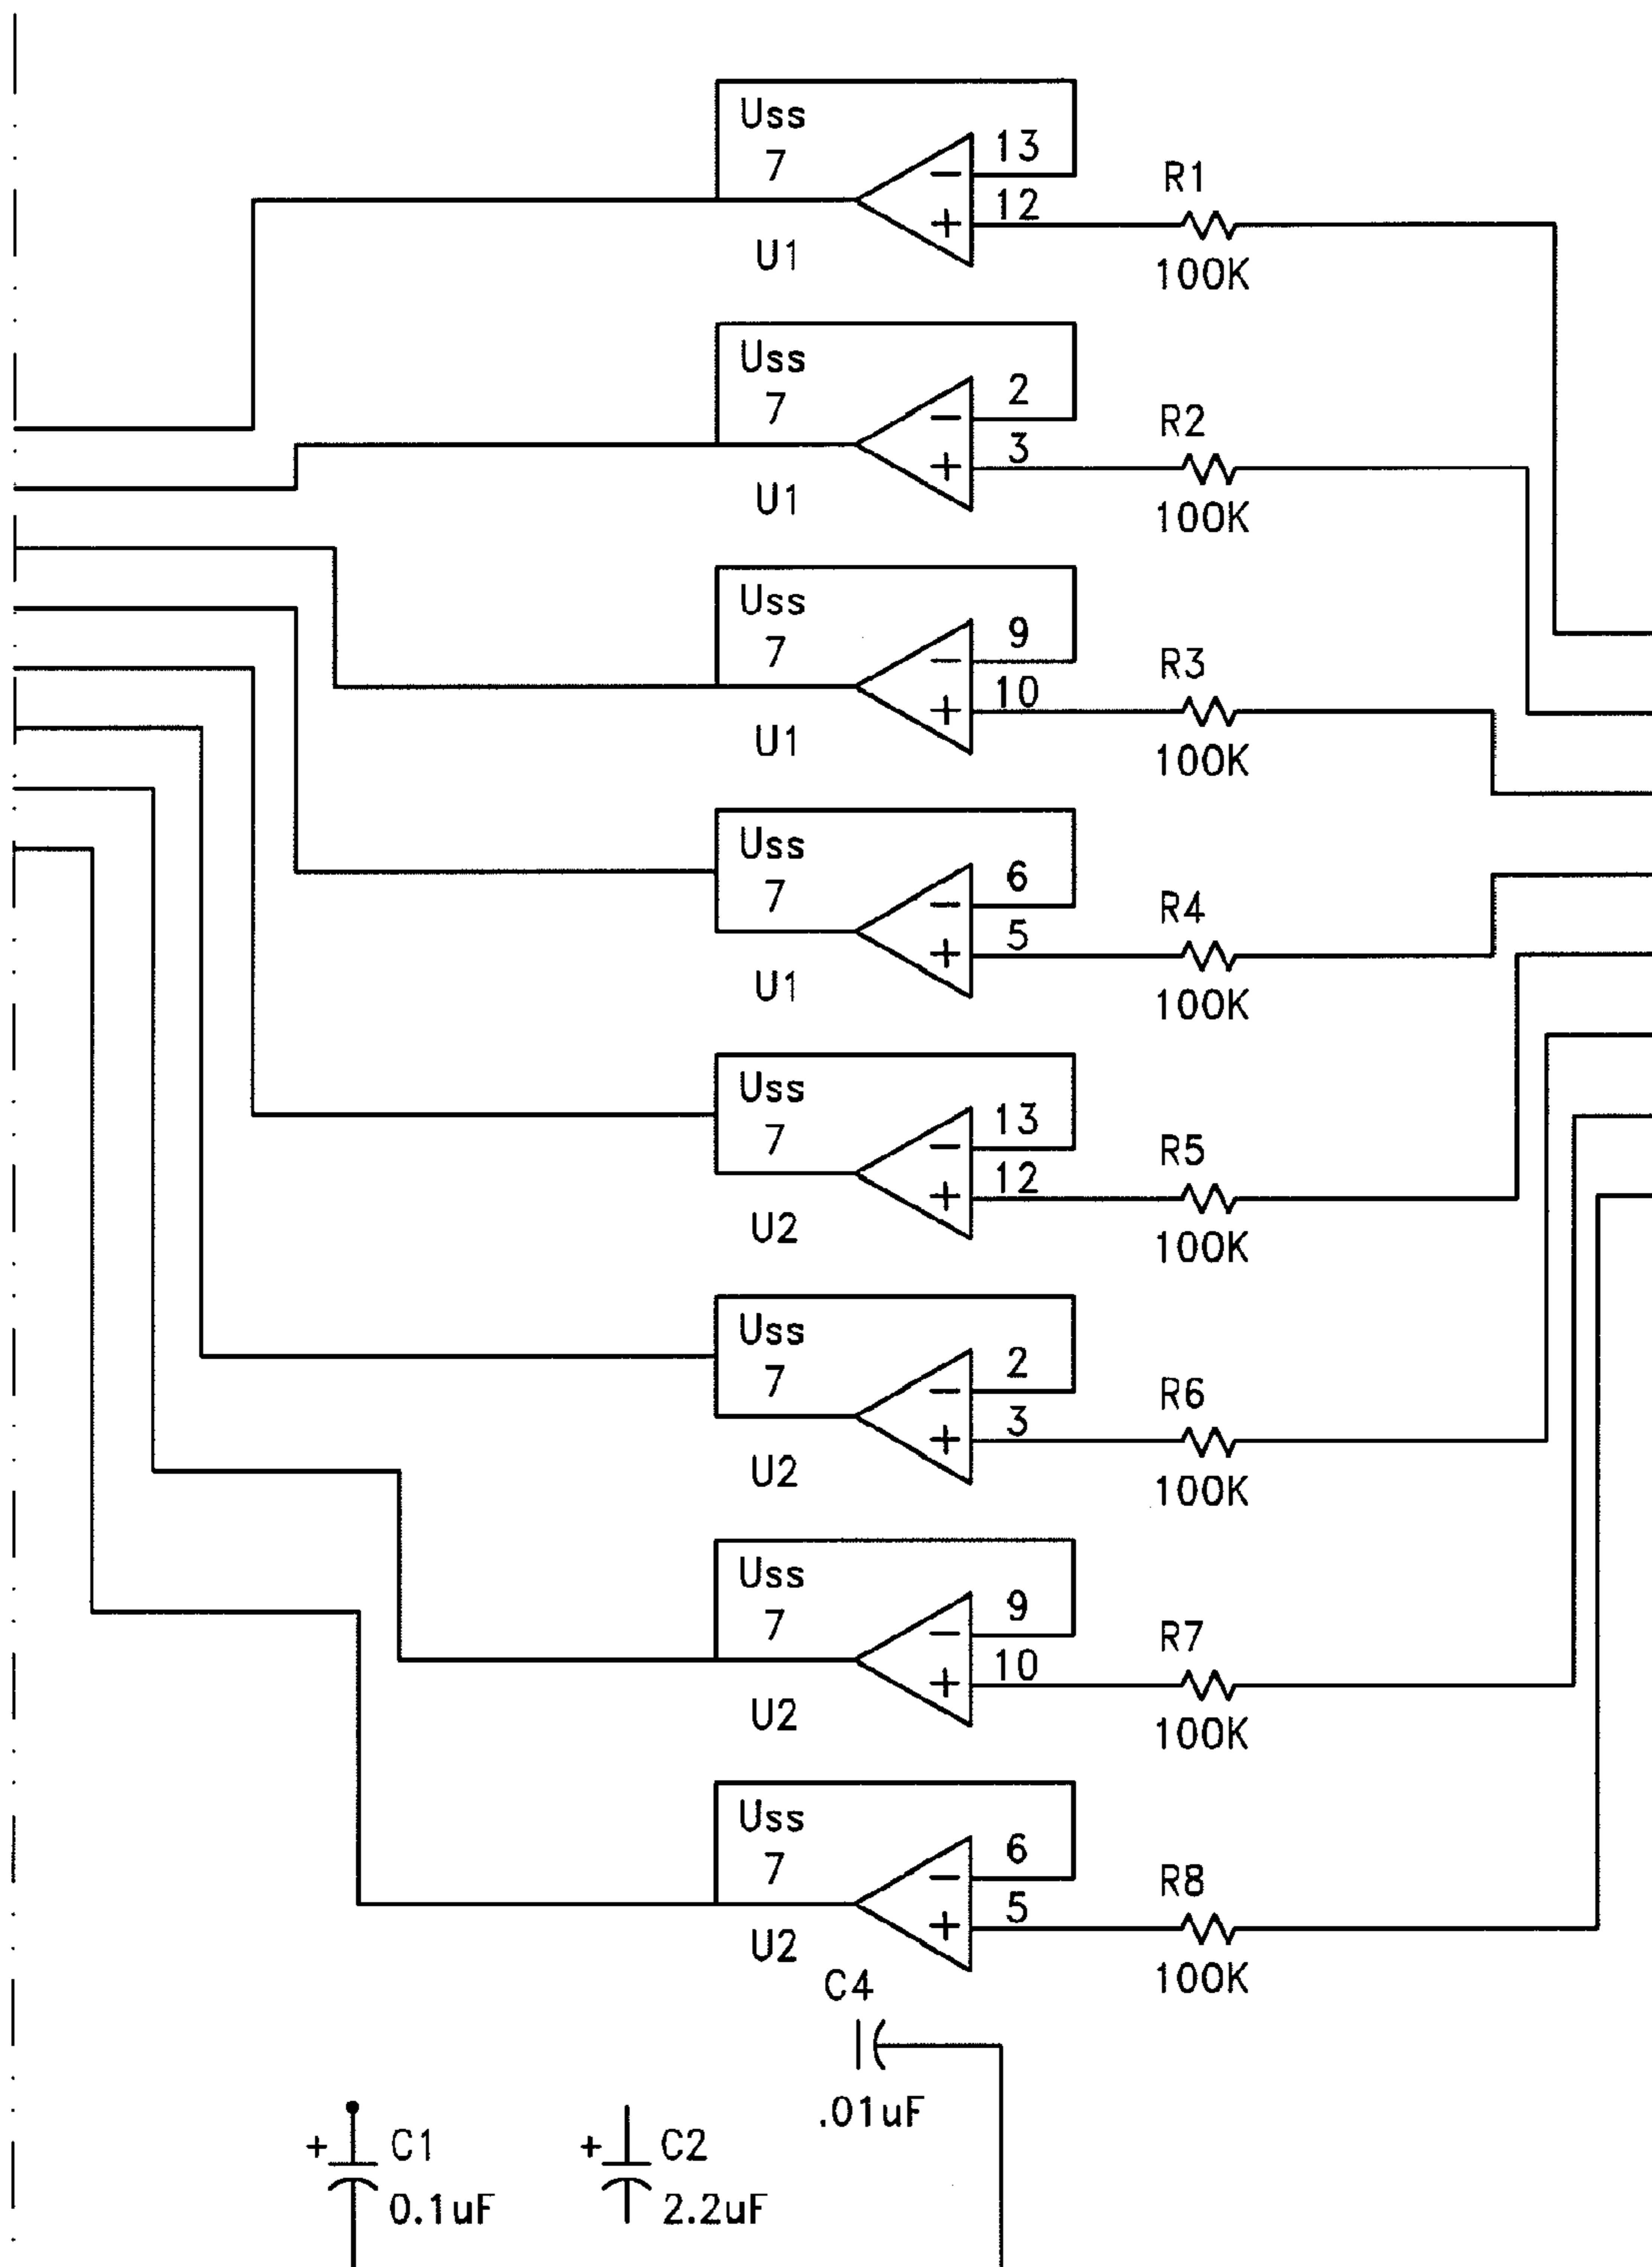 Uss
7
13
12
−
+
U1
R1
100K
Uss
7
2
3
−
+
U1
R2
100K
Uss
7
9
10
−
+
U1
R3
100K
Uss
7
6
5
−
+
U1
R4
100K
Uss
7
13
12
−
+
U2
R5
100K
Uss
7
2
3
−
+
U2
R6
100K
Uss
7
9
10
−
+
U2
R7
100K
Uss
7
6
5
−
+
U2
R8
100K
C4
.01uF
+ C1
0.1uF
+ C2
2.2uF